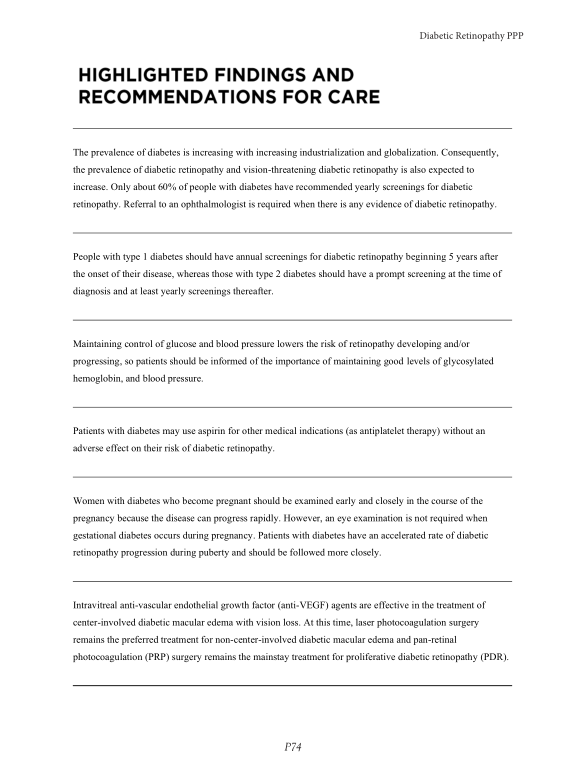 Diabetic Retinopathy PPP
HIGHLIGHTED FINDINGS AND
RECOMMENDATIONS FOR CARE
The prevalence of diabetes is increasing with increasing industrialization and globalization. Consequently,
the prevalence of diabetic retinopathy and vision-threatening diabetic retinopathy is also expected to
increase. Only about 60% of people with diabetes have recommended yearly screenings for diabetic
retinopathy. Referral to an ophthalmologist is required when there is any evidence of diabetic retinopathy.
People with type 1 diabetes should have annual screenings for diabetic retinopathy beginning 5 years after
the onset of their disease, whereas those with type 2 diabetes should have a prompt screening at the time of
diagnosis and at least yearly screenings thereafter.
Maintaining control of glucose and blood pressure lowers the risk of retinopathy developing and/or
progressing, so patients should be informed of the importance of maintaining good levels of glycosylated
hemoglobin, and blood pressure.
Patients with diabetes may use aspirin for other medical indications (as antiplatelet therapy) without an
adverse effect on their risk of diabetic retinopathy.
Women with diabetes who become pregnant should be examined early and closely in the course of the
pregnancy because the disease can progress rapidly. However, an eye examination is not required when
gestational diabetes occurs during pregnancy. Patients with diabetes have an accelerated rate of diabetic
retinopathy progression during puberty and should be followed more closely.
Intravitreal anti-vascular endothelial growth factor (anti-VEGF) agents are effective in the treatment of
center-involved diabetic macular edema with vision loss. At this time, laser photocoagulation surgery
remains the preferred treatment for non-center-involved diabetic macular edema and pan-retinal
photocoagulation (PRP) surgery remains the mainstay treatment for proliferative diabetic retinopathy (PDR).
P74